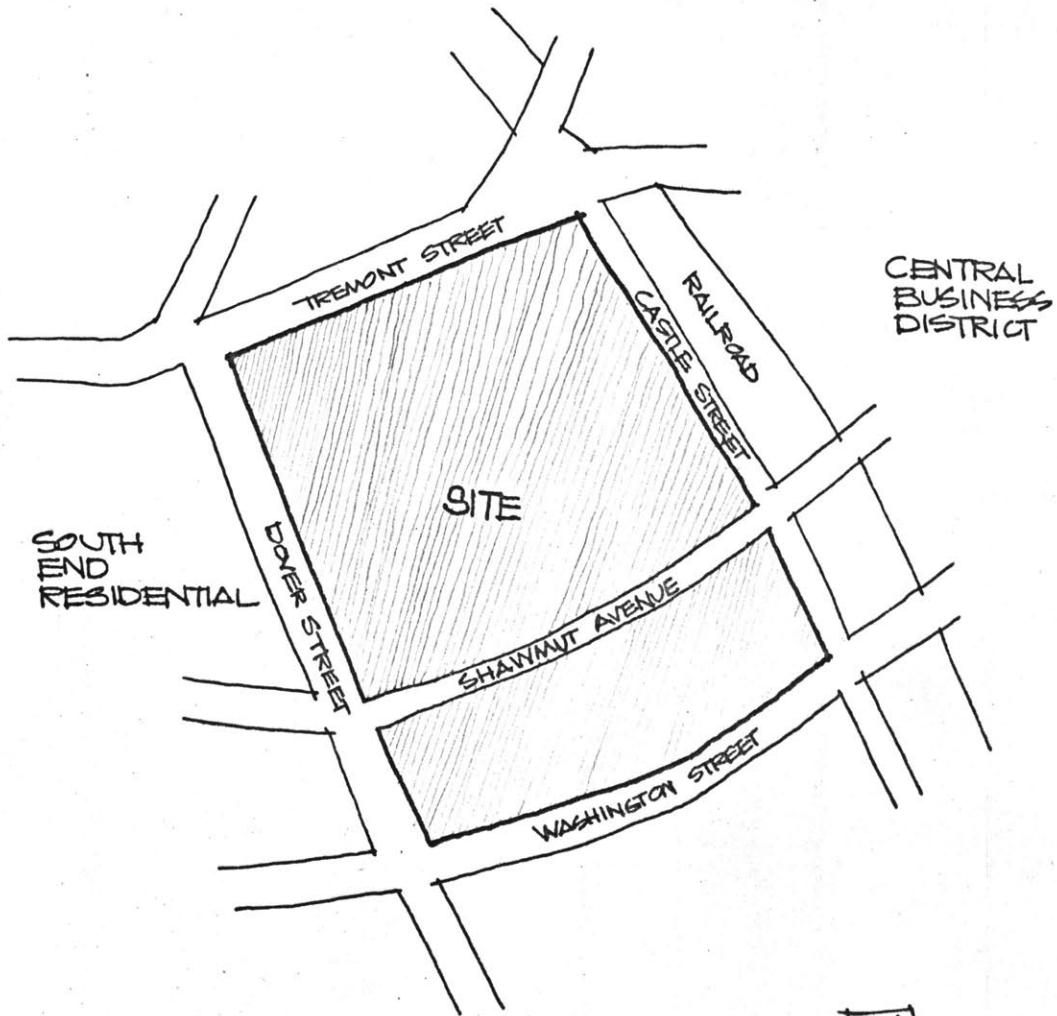 TREMONT STREET
CASTLE STREET
RAILROAD
CENTRAL
BUSINESS
DISTRICT
SITE
SOUTH
END
RESIDENTIAL
DOVER STREET
SHAWMUT AVENUE
WASHINGTON STREET